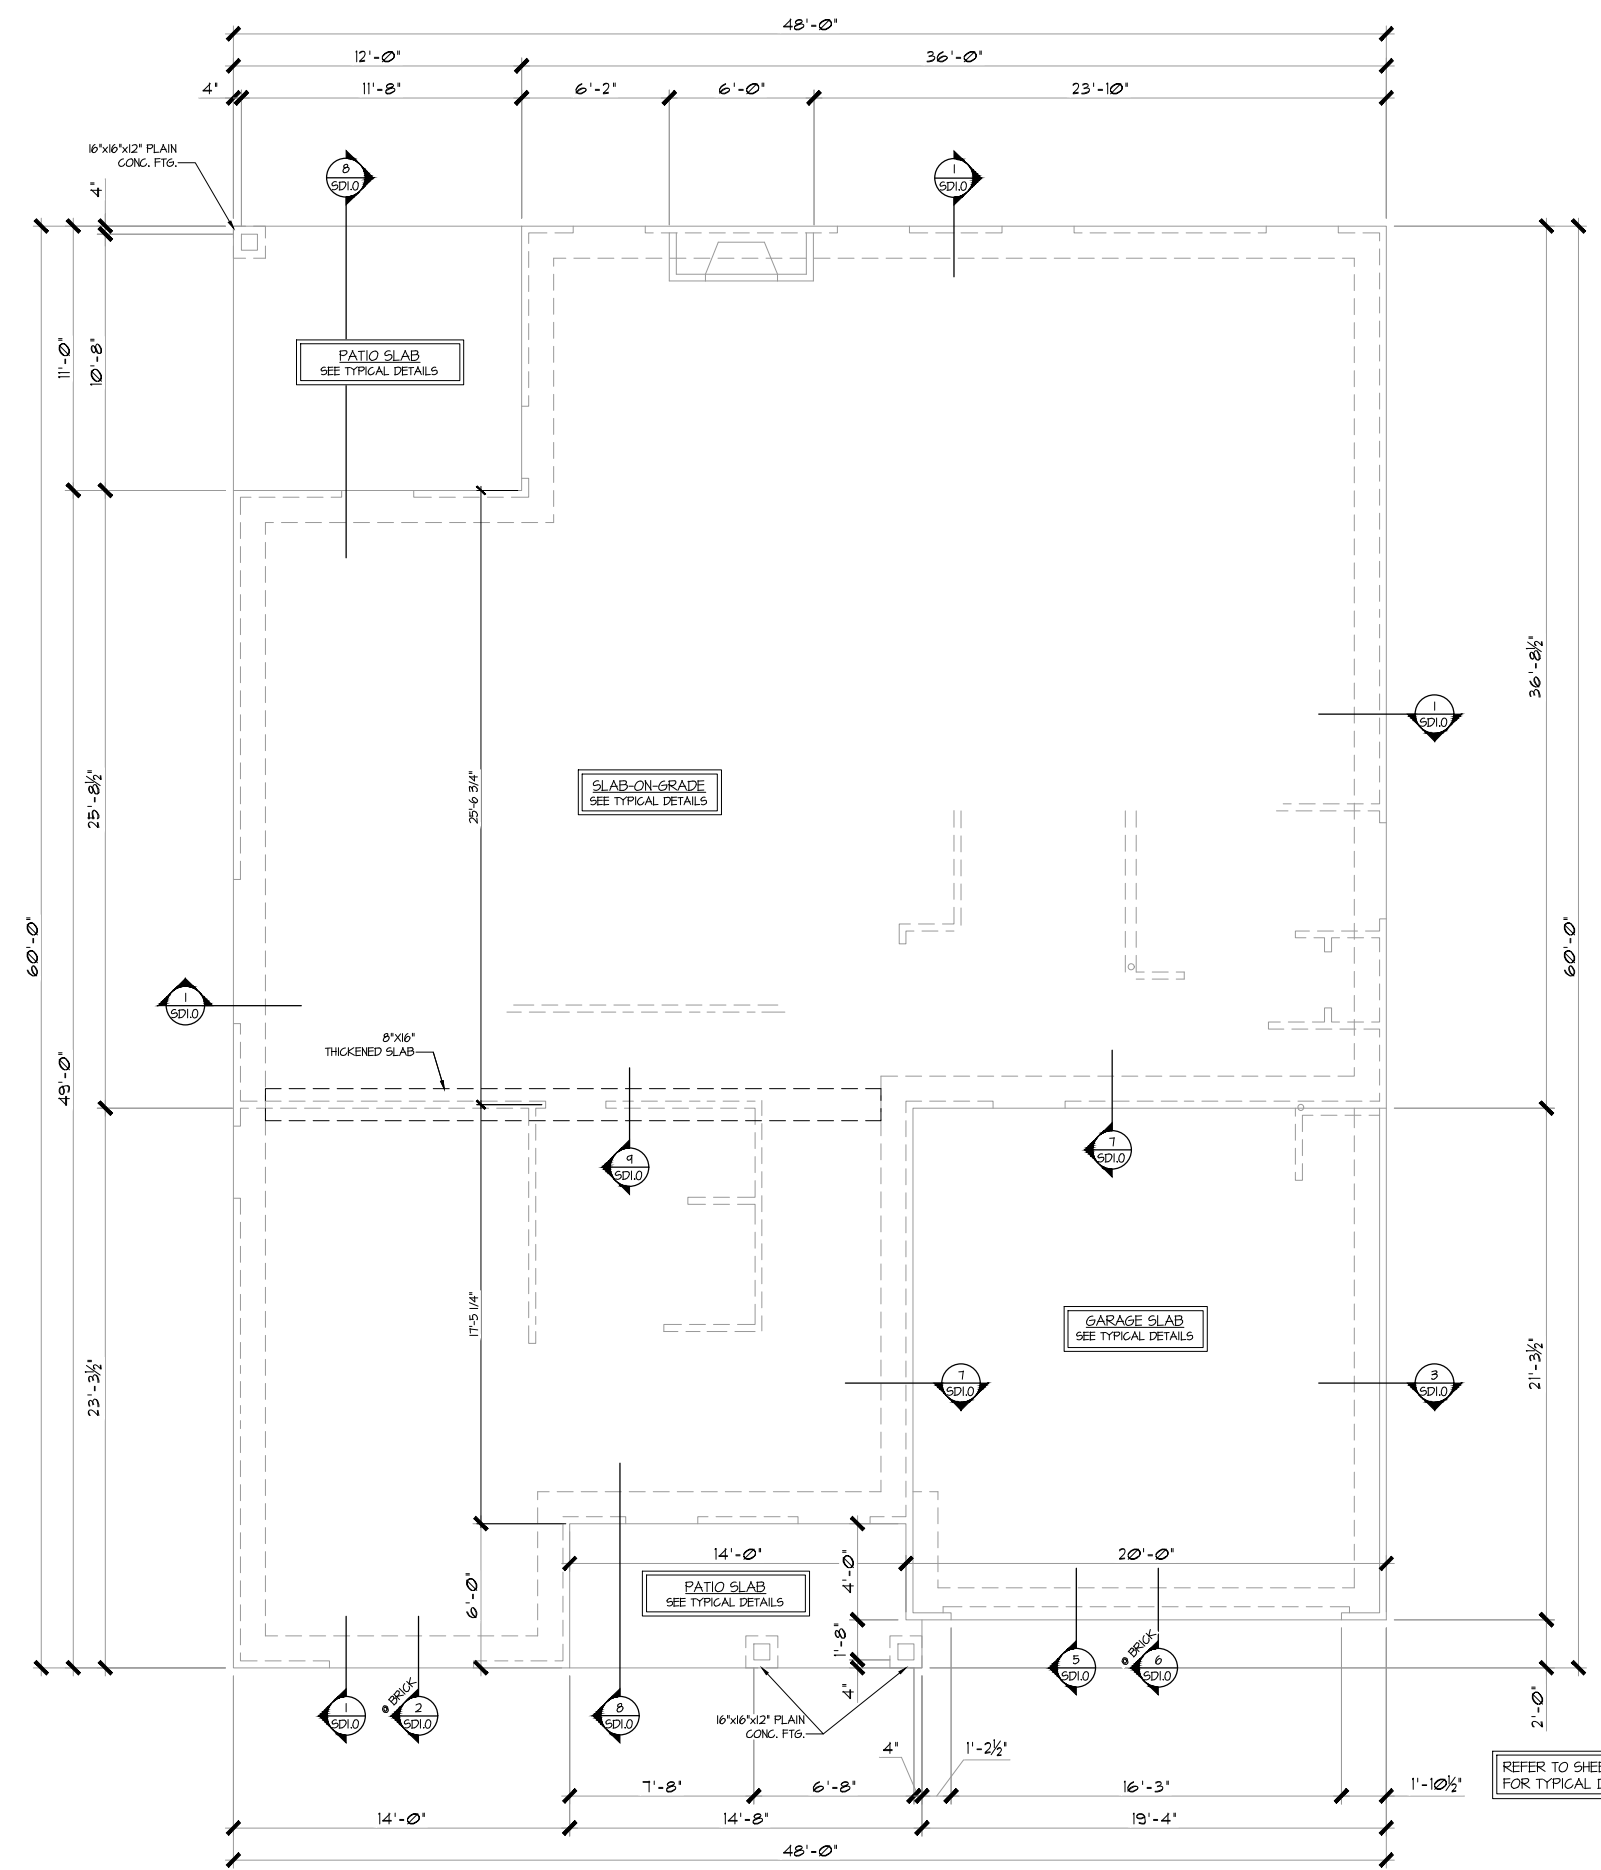 48'-0"
12'-0"
36'-0"
4"
11'-8"
6'-2"
6'-0"
23'-10"
16"x16"x12" PLAIN
CONC. FTG.
8
SD1.0
1
SD1.0
4"
11'-0"
10'-8"
PATIO SLAB
SEE TYPICAL DETAILS
36'-8½"
1
SD1.0
25'-8½"
25'-6 3/4"
SLAB-ON-GRADE
SEE TYPICAL DETAILS
60'-0"
60'-0"
1
SD1.0
8"X16"
THICKENED SLAB
49'-0"
9
SD1.0
7
SD1.0
17'-5 1/4"
GARAGE SLAB
SEE TYPICAL DETAILS
23'-3½"
21'-3½"
7
SD1.0
3
SD1.0
14'-0"
20'-0"
4'-0"
6'-0"
PATIO SLAB
SEE TYPICAL DETAILS
1'-8"
4"
5
SD1.0
@ BRICK
6
SD1.0
1
SD1.0
@ BRICK
2
SD1.0
8
SD1.0
16"x16"x12" PLAIN
CONC. FTG.
2'-0"
4"
1'-2½"
REFER TO
FOR TYPICAL
7'-8"
6'-8"
16'-3"
1'-10½"
14'-0"
14'-8"
19'-4"
48'-0"